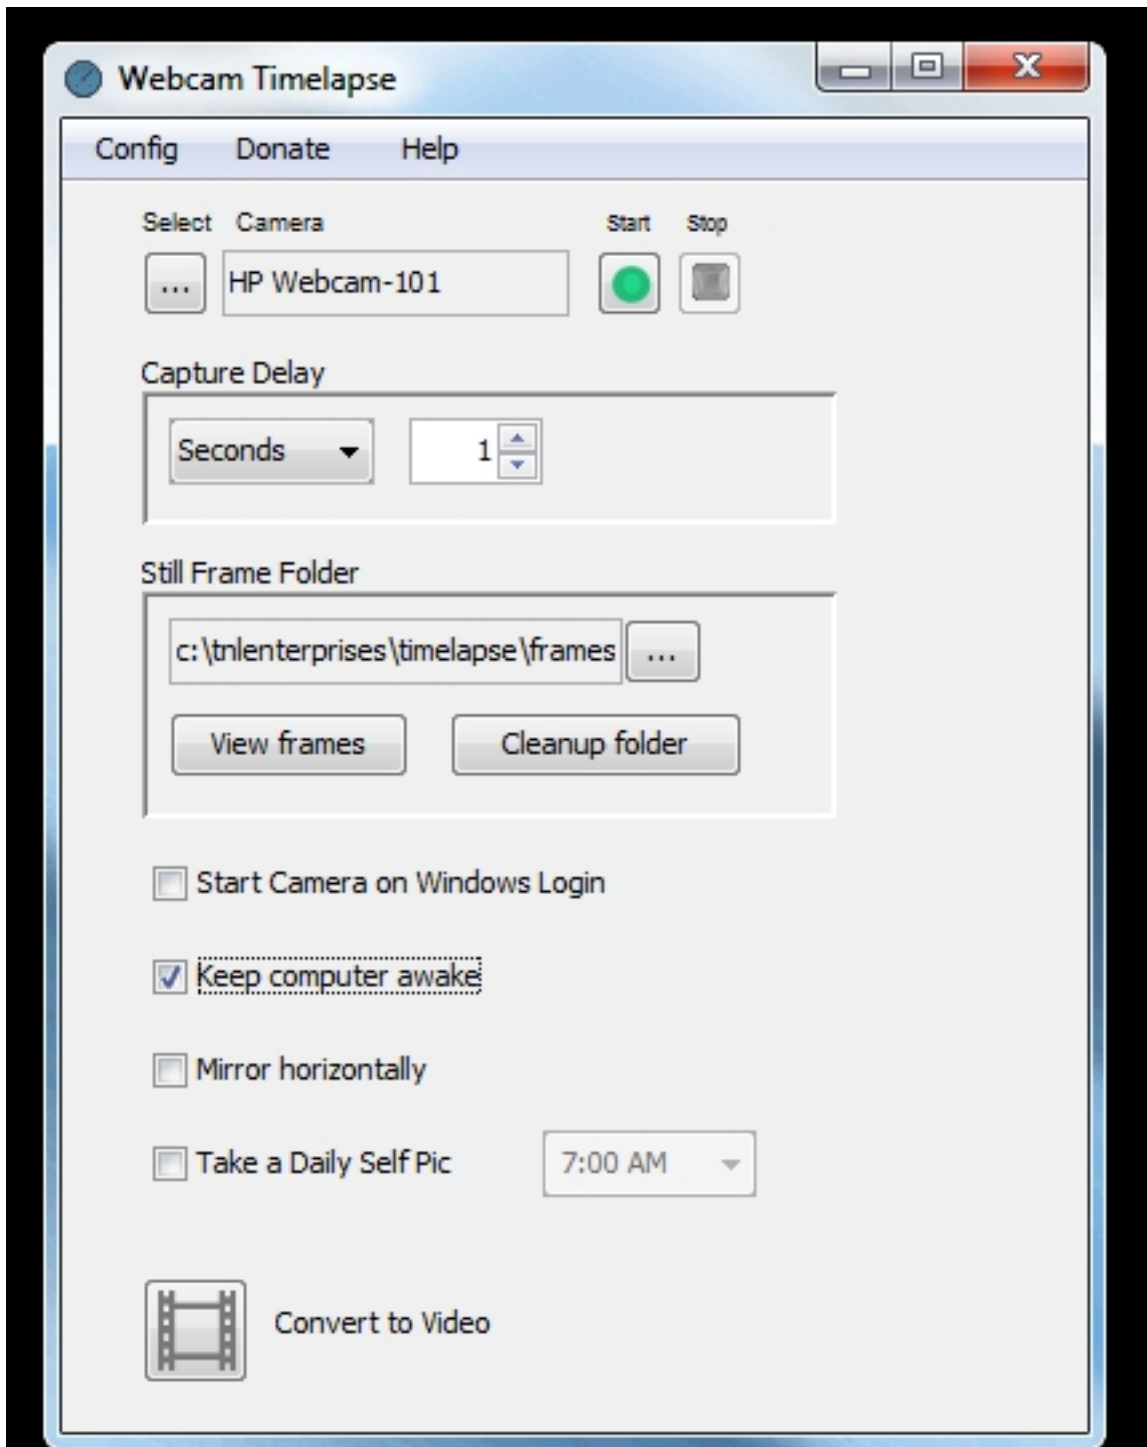 Webcam Timelapse
Config Donate Help
Select Camera Start Stop
... HP Webcam-101
Capture Delay
Seconds 1
Still Frame Folder
c:\tnlenterprises\timelapse\frames ...
View frames Cleanup folder
Start Camera on Windows Login
Keep computer awake
Mirror horizontally
Take a Daily Self Pic 7:00 AM
Convert to Video